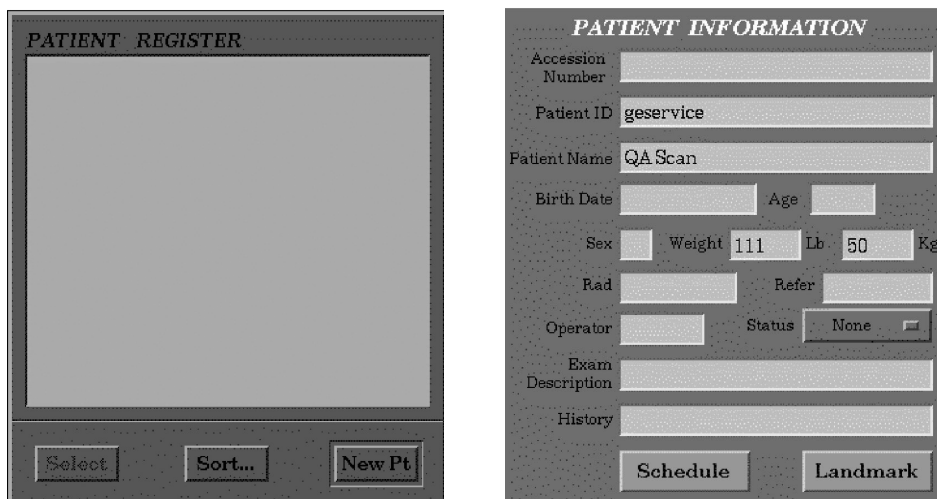 PATIENT REGISTER
Select
Sort...
New Pt
PATIENT INFORMATION
Accession
Number
Patient ID geservice
Patient Name QA Scan
Birth Date Age
Sex Weight 111 Lb 50 Kg
Rad Refer
Operator Status None
Exam
Description
History
Schedule Landmark